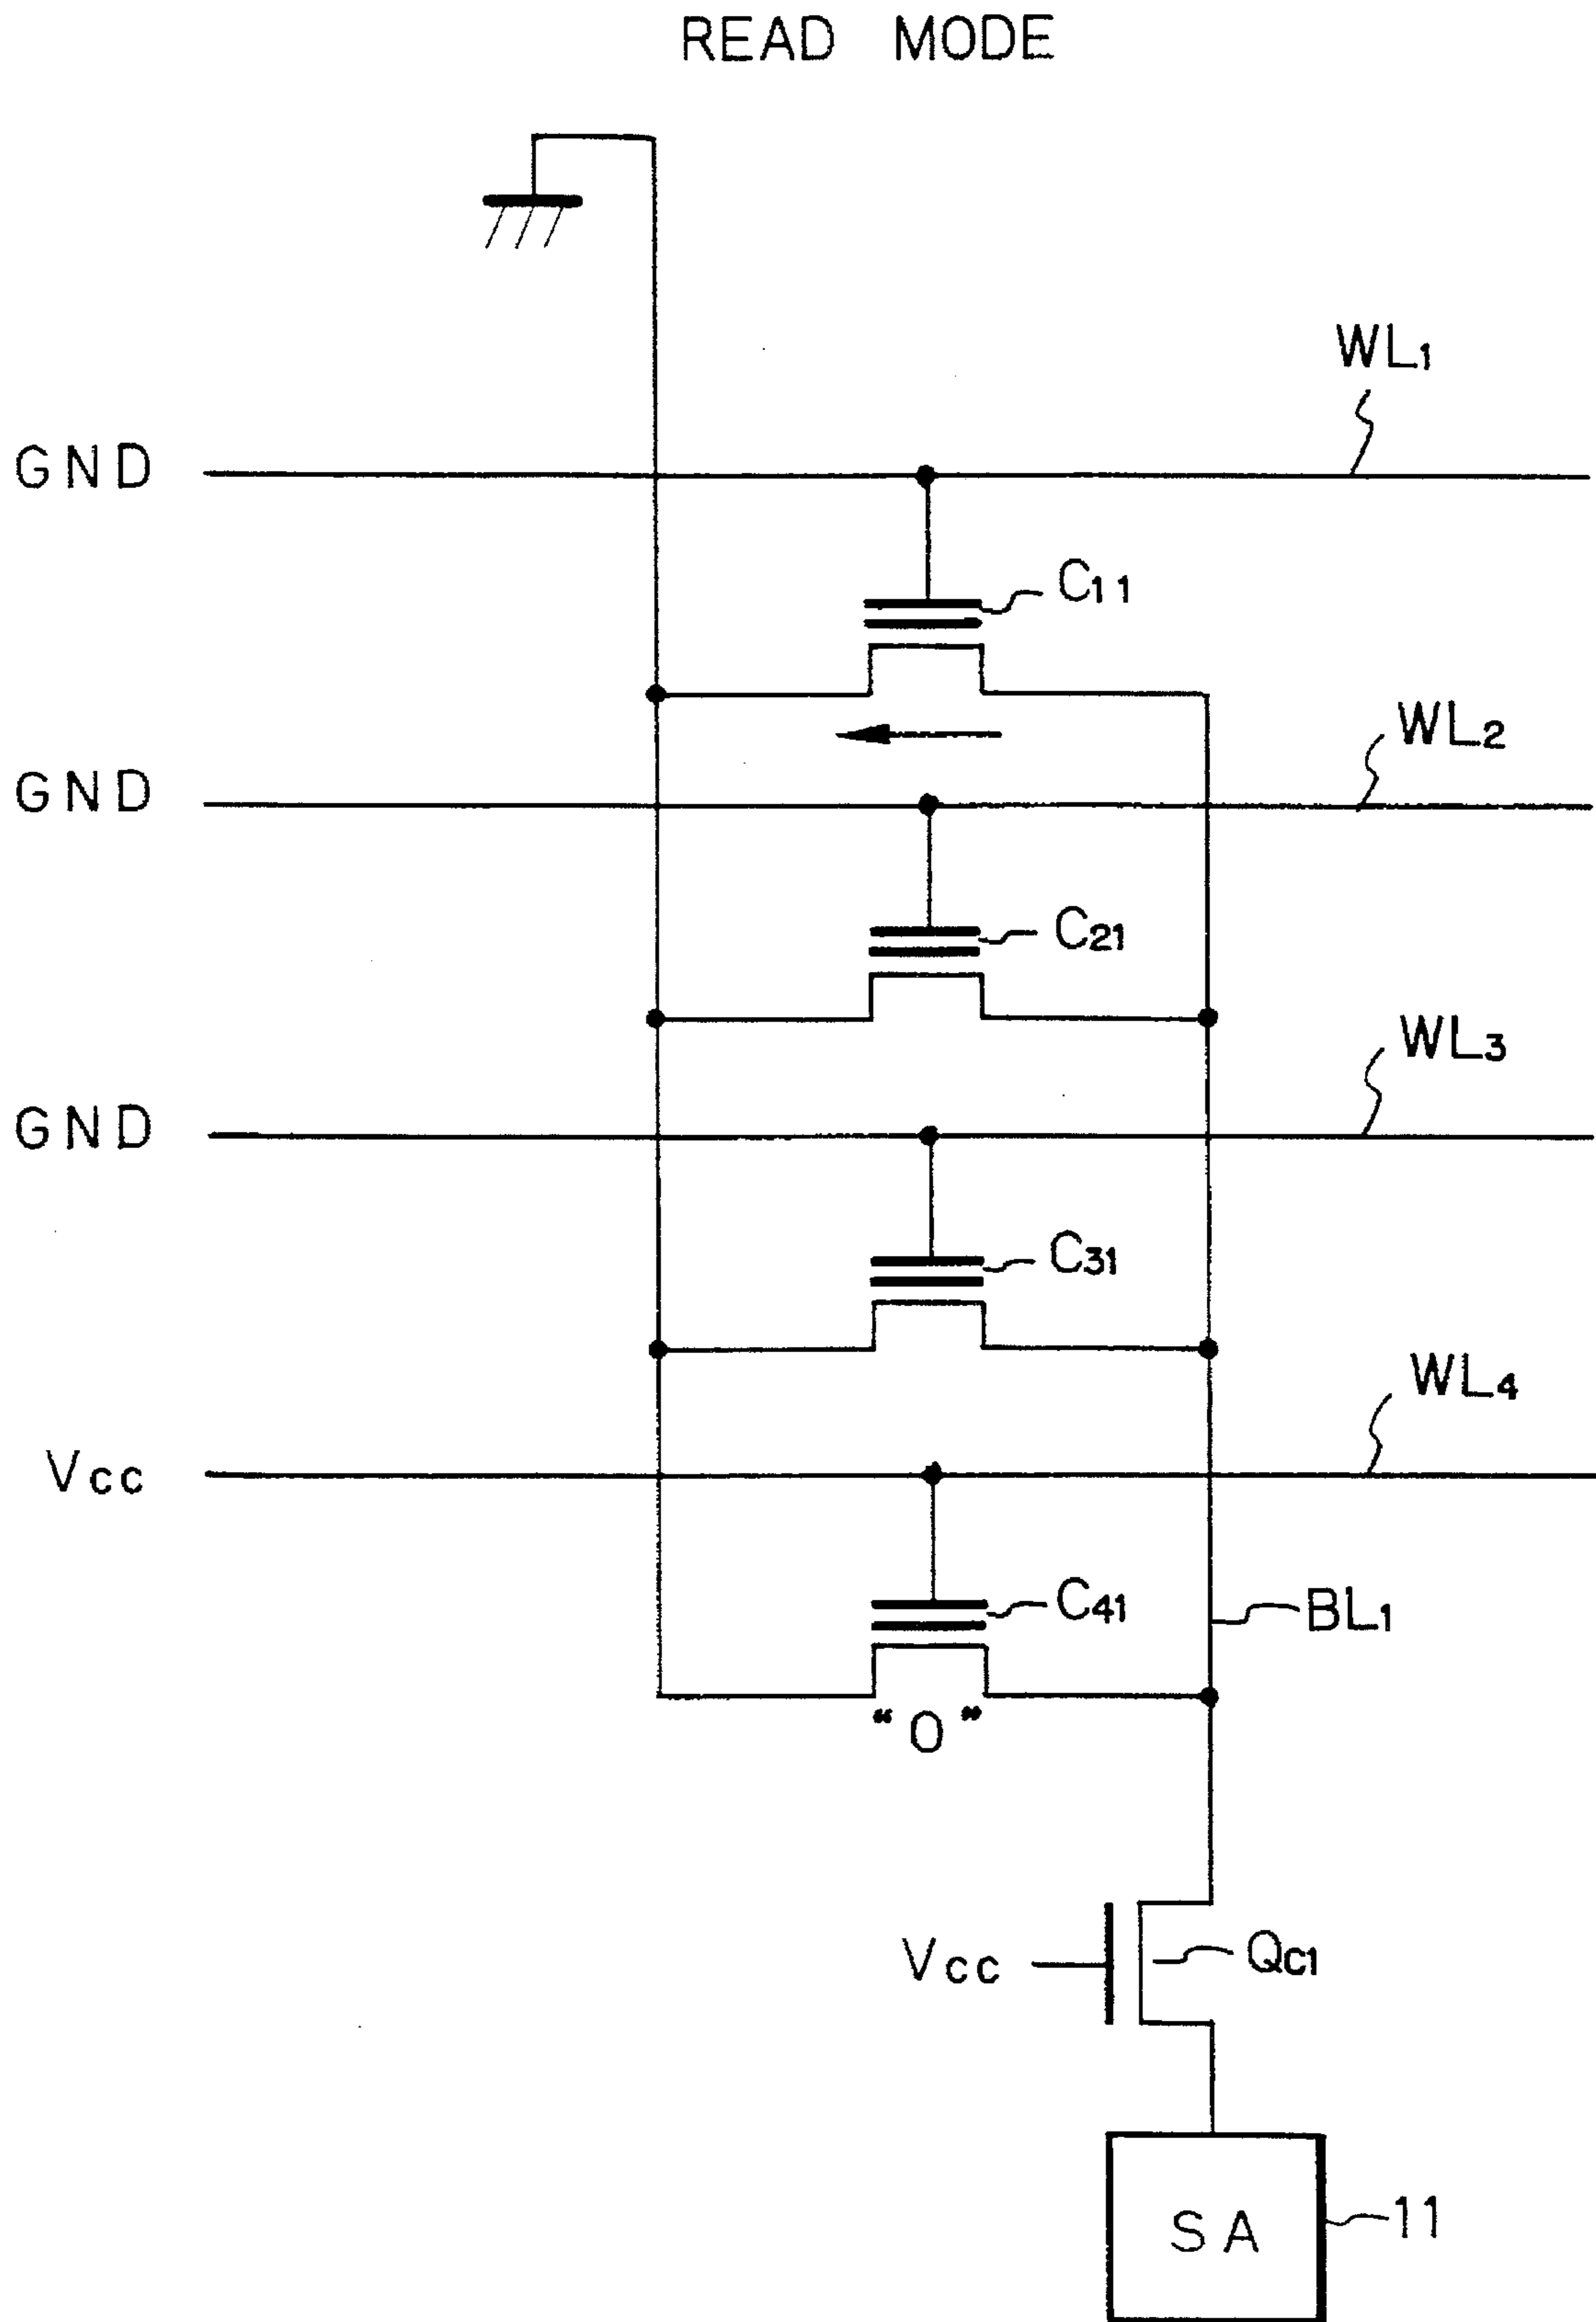 READ MODE
WL1
GND
C11
WL2
GND
C21
WL3
GND
C31
WL4
Vcc
C41
BL1
“0”
Vcc
QC1
SA
11